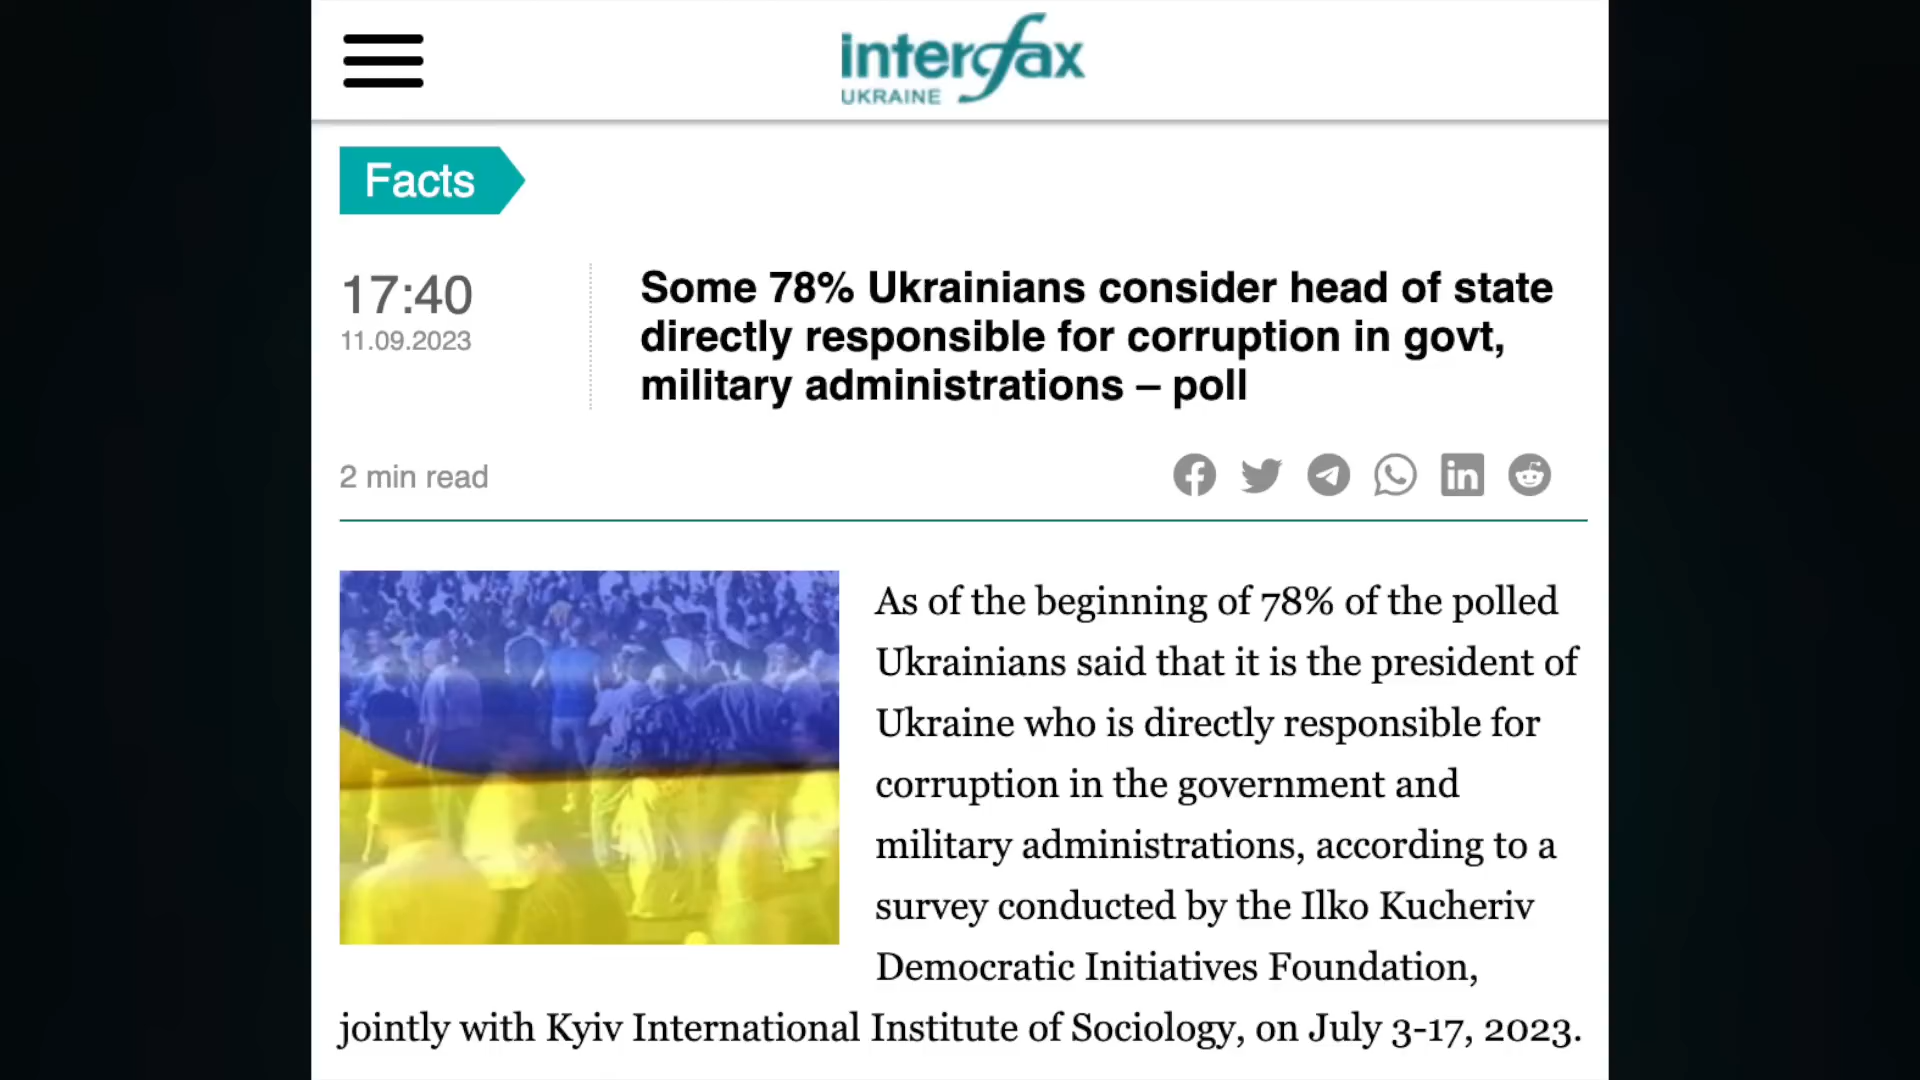 interfax
UKRAINE
Facts
17:40
11.09.2023
Some 78% Ukrainians consider head of state
directly responsible for corruption in govt,
military administrations – poll
2 min read
As of the beginning of 78% of the polled
Ukrainians said that it is the president of
Ukraine who is directly responsible for
corruption in the government and
military administrations, according to a
survey conducted by the Ilko Kucheriv
Democratic Initiatives Foundation,
jointly with Kyiv International Institute of Sociology, on July 3-17, 2023.